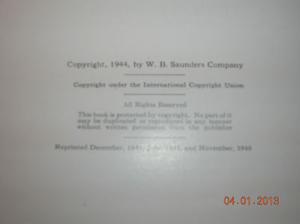 Copyright, 1944, by W. B. Saunders Company
Copyright under the International Copyright Union
All Rights Reserved
This book is protected by copyright. No part of it
may be duplicated or reproduced in any manner
without written permission from the publisher
Reprinted December, and November,
04.01.2013